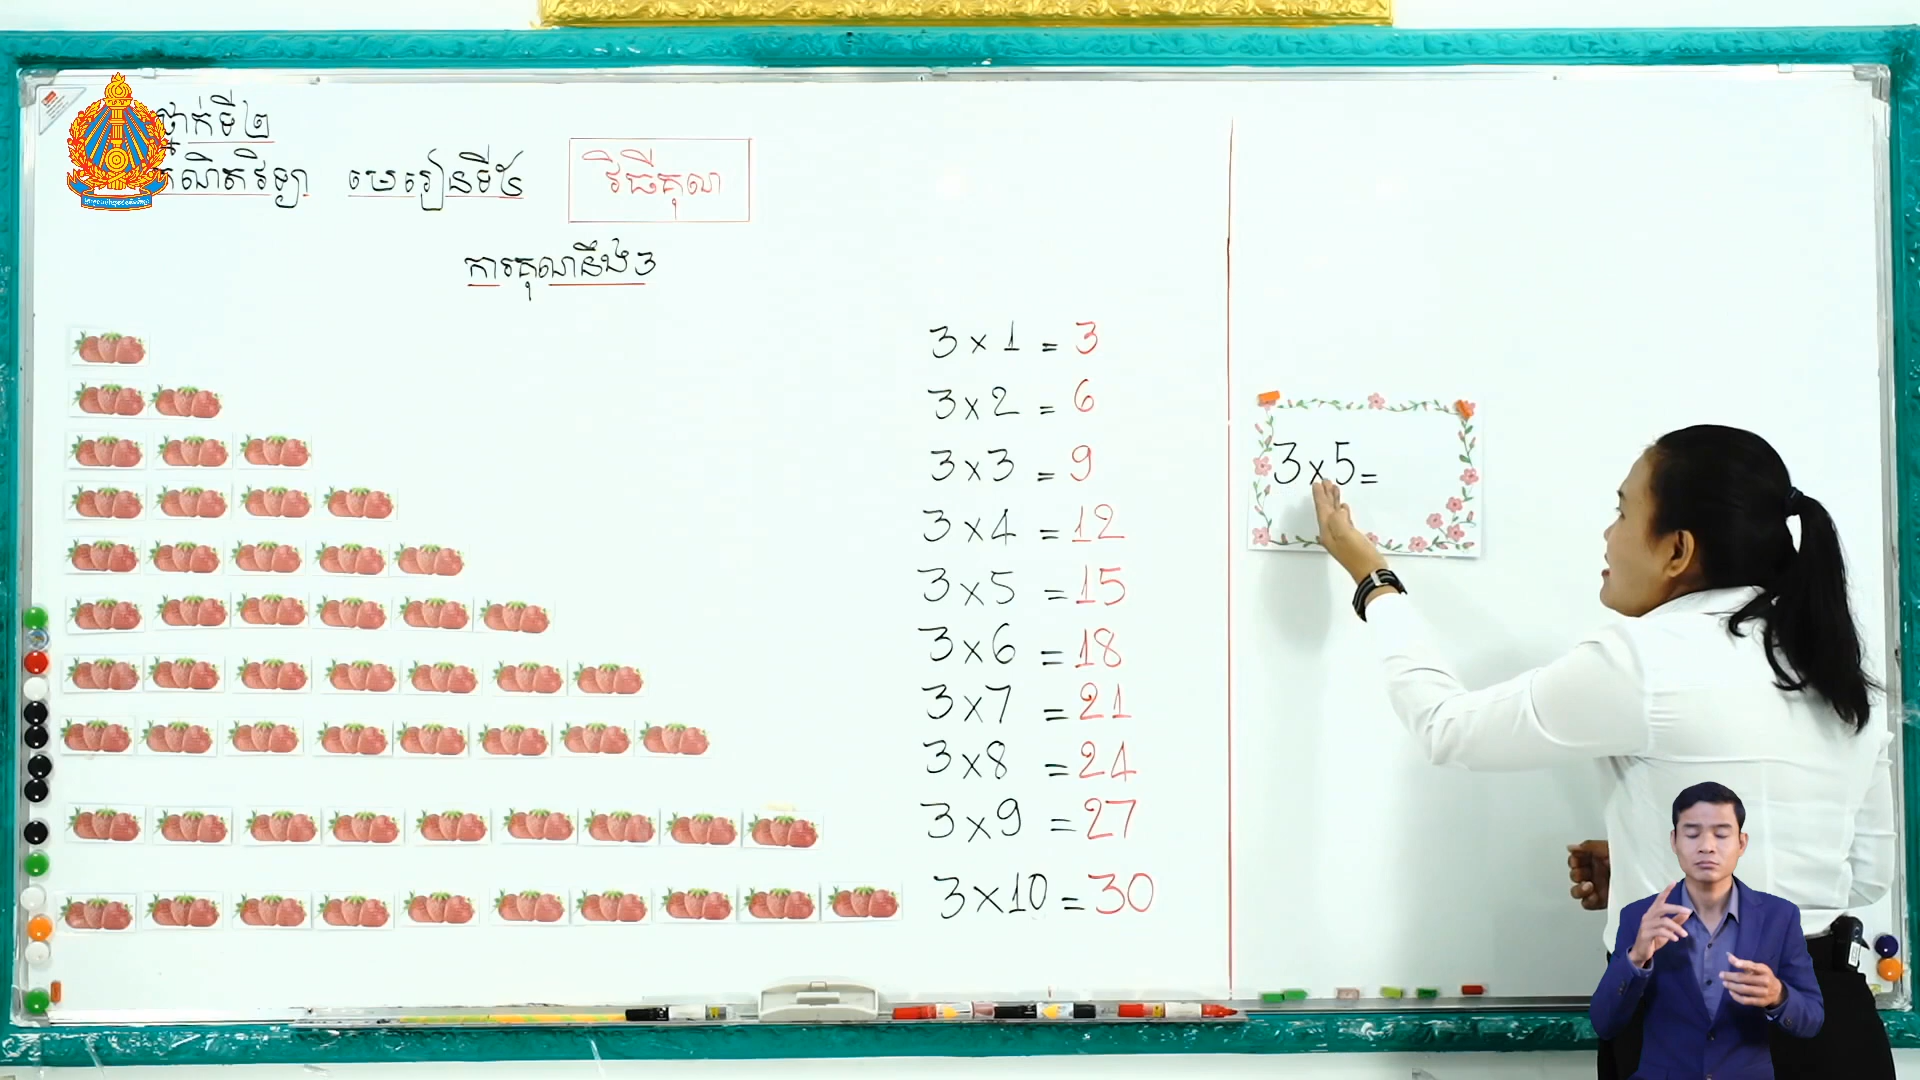 ថ្នាក់ទី២
គណិតវិទ្យា មេរៀនទី៥ វិធីគុណ
ការគុណនឹង3
3 × 1 = 3
3 × 2 = 6
3 × 3 = 9
3 × 4 = 12
3 × 5 = 15
3 × 6 = 18
3 × 7 = 21
3 × 8 = 24
3 × 9 = 27
3 × 10 = 30
3 × 5 =